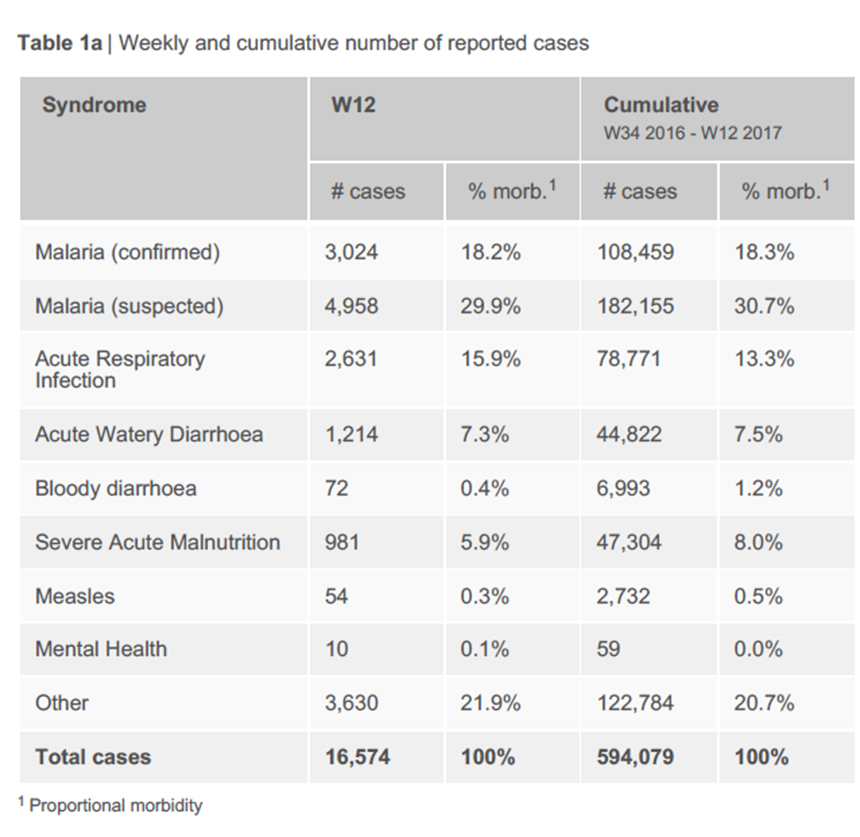 Table 1a | Weekly and cumulative number of reported cases
Syndrome W12 Cumulative
W34 2016 - W12 2017
# cases % morb.1 # cases % morb.1
Malaria (confirmed) 3,024 18.2% 108,459 18.3%
Malaria (suspected) 4,958 29.9% 182,155 30.7%
Acute Respiratory 2,631 15.9% 78,771 13.3%
Infection
Acute Watery Diarrhoea 1,214 7.3% 44,822 7.5%
Bloody diarrhoea 72 0.4% 6,993 1.2%
Severe Acute Malnutrition 981 5.9% 47,304 8.0%
Measles 54 0.3% 2,732 0.5%
Mental Health 10 0.1% 59 0.0%
Other 3,630 21.9% 122,784 20.7%
Total cases 16,574 100% 594,079 100%
1 Proportional morbidity